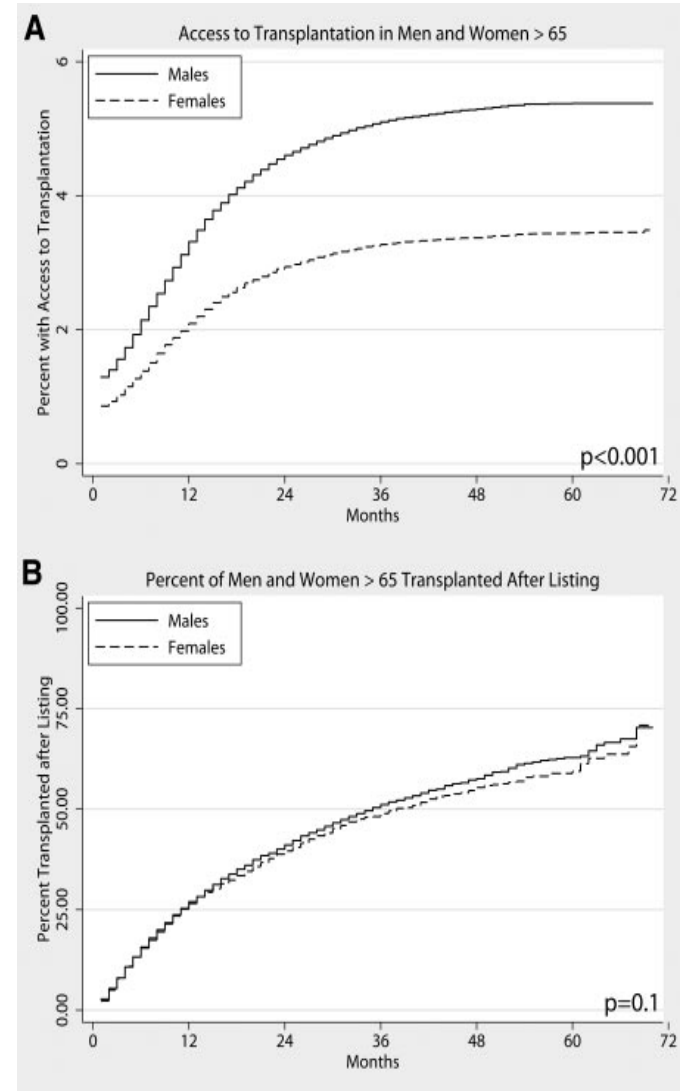 A
Access to Transplantation in Men and Women > 65
Males
Females
Percent with Access to Transplantation
6
4
2
0
p<0.001
0 12 24 36 48 60 72
Months
B
Percent of Men and Women > 65 Transplanted After Listing
Males
Females
Percent Transplanted after Listing
100.00
75.00
50.00
25.00
0.00
p=0.1
0 12 24 36 48 60 72
Months